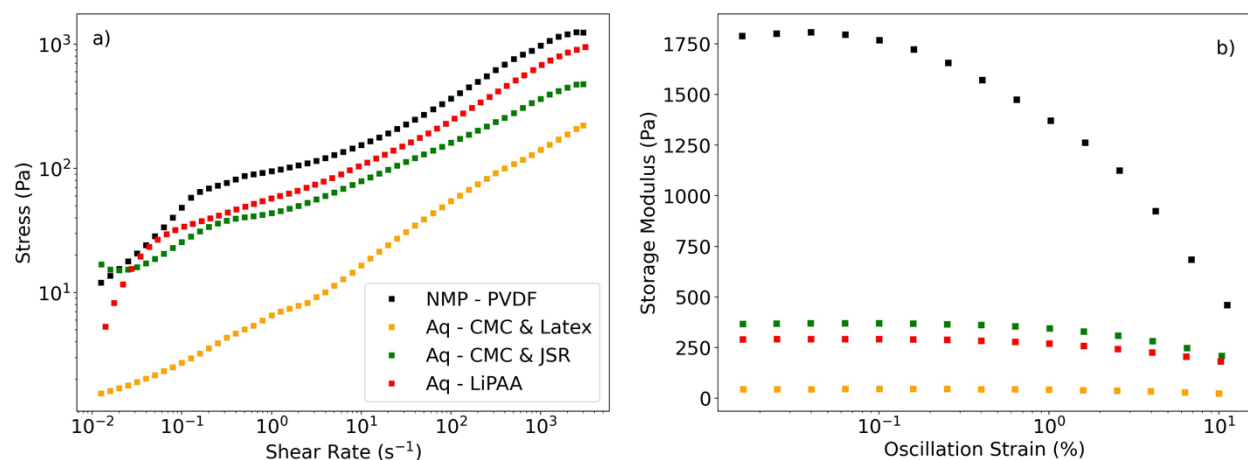 a)
10³
10²
10¹
Stress (Pa)
10⁻² 10⁻¹ 10⁰ 10¹ 10² 10³
Shear Rate (s⁻¹)
NMP - PVDF
Aq - CMC & Latex
Aq - CMC & JSR
Aq - LiPAA
b)
1750
1500
1250
1000
750
500
250
0
Storage Modulus (Pa)
10⁻¹ 10⁰ 10¹
Oscillation Strain (%)